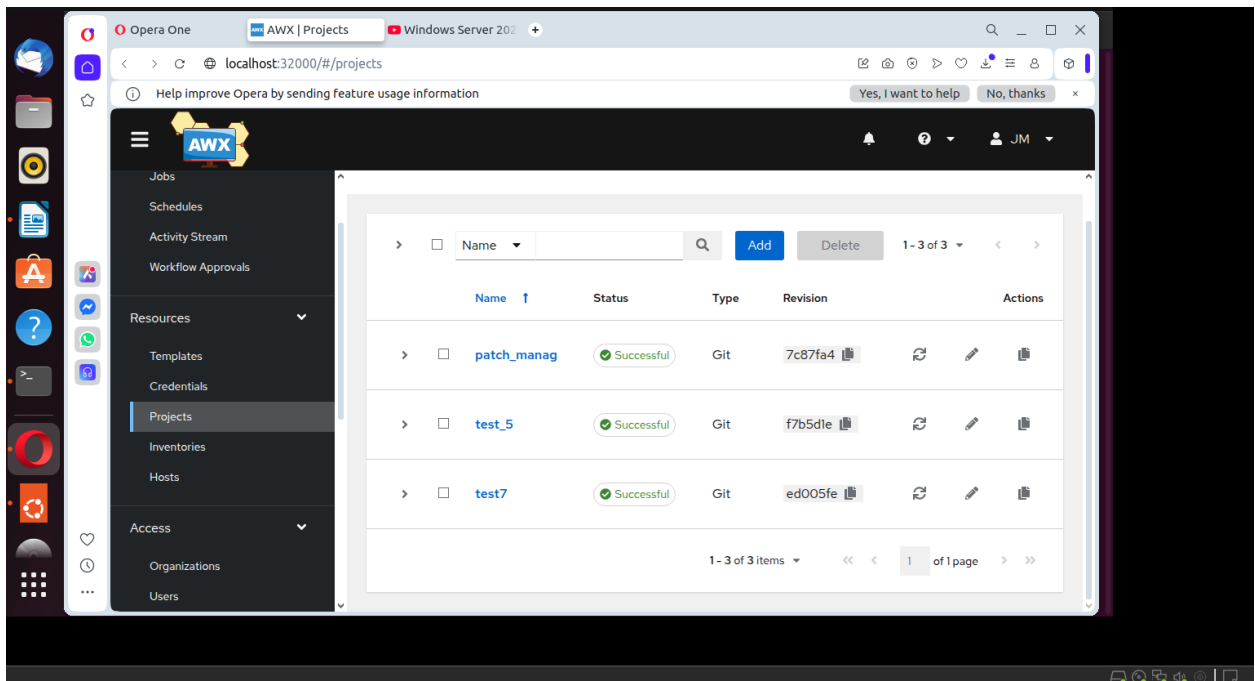 Opera One
AWX | Projects
Windows Server 202
localhost:32000/#/projects
Help improve Opera by sending feature usage information
Yes, I want to help
No, thanks
AWX
JM
Jobs
Schedules
Activity Stream
Workflow Approvals
Resources
Templates
Credentials
Projects
Inventories
Hosts
Access
Organizations
Users
Name
Add
Delete
1 - 3 of 3
Name Status Type Revision Actions
patch_manag Successful Git 7c87fa4
test_5 Successful Git f7b5d1e
test7 Successful Git ed005fe
1 - 3 of 3 items 1 of 1 page